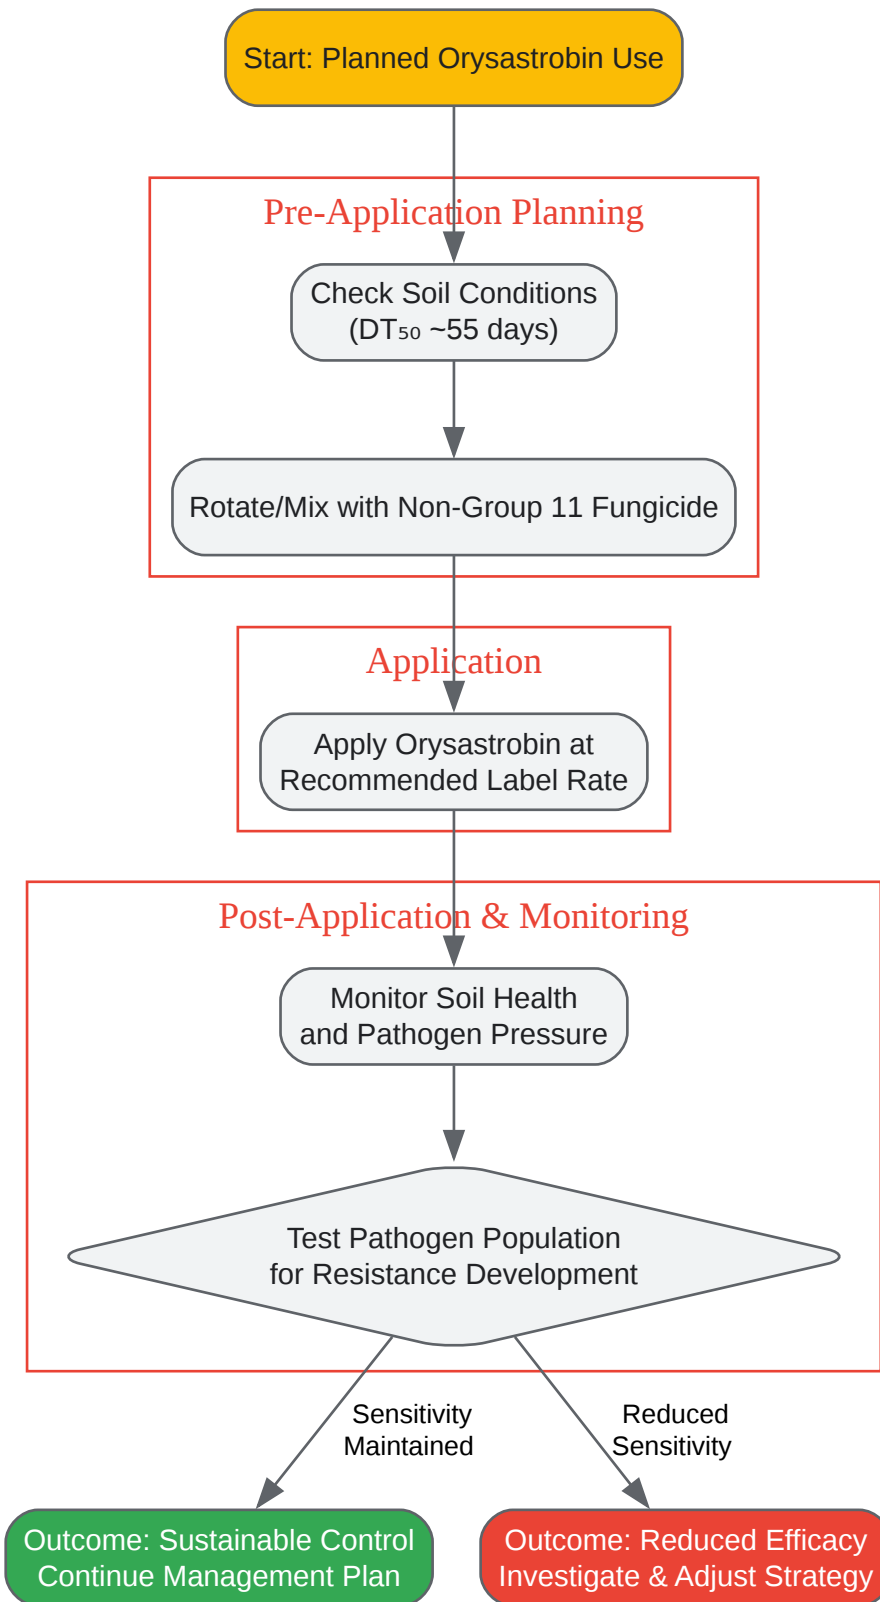 Start: Planned Orysastrobin Use
Pre-Application Planning
Check Soil Conditions
(DT₅₀ ~55 days)
Rotate/Mix with Non-Group 11 Fungicide
Application
Apply Orysastrobin at
Recommended Label Rate
Post-Application & Monitoring
Monitor Soil Health
and Pathogen Pressure
Test Pathogen Population
for Resistance Development
Sensitivity
Maintained
Reduced
Sensitivity
Outcome: Sustainable Control
Continue Management Plan
Outcome: Reduced Efficacy
Investigate & Adjust Strategy